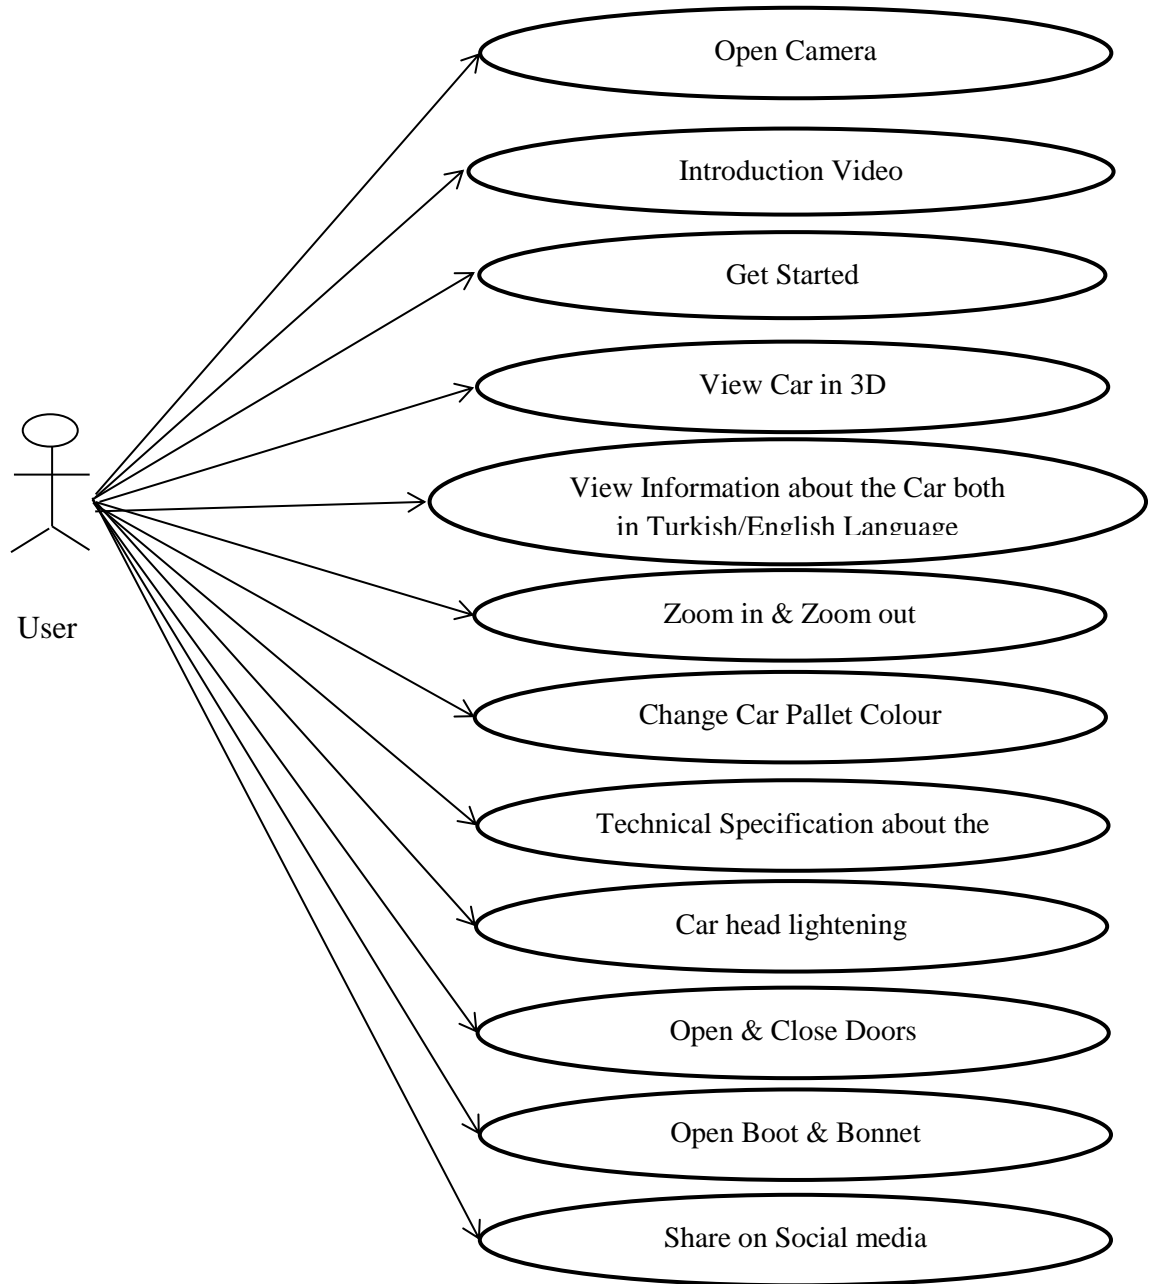 Open Camera
Introduction Video
Get Started
View Car in 3D
View Information about the Car both
in Turkish/English Language
User
Zoom in & Zoom out
Change Car Pallet Colour
Technical Specification about the
Car head lightening
Open & Close Doors
Open Boot & Bonnet
Share on Social media